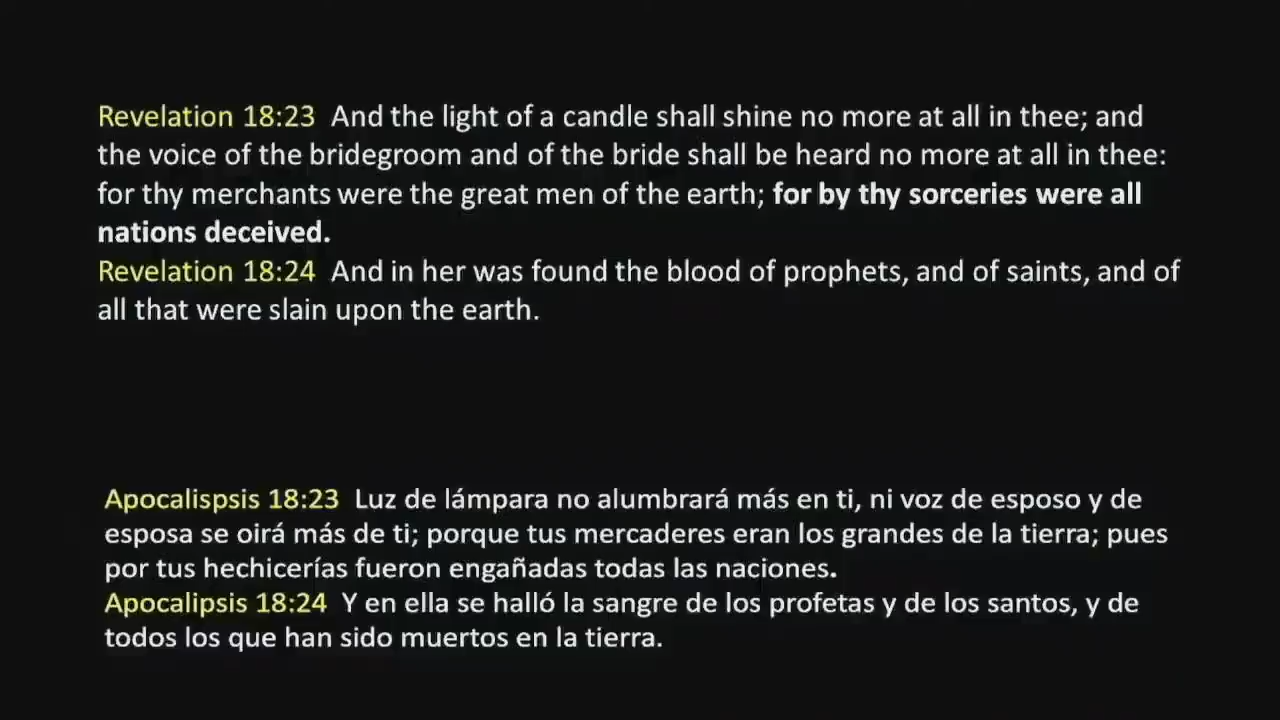 Revelation 18:23 And the light of a candle shall shine no more at all in thee; and
the voice of the bridegroom and of the bride shall be heard no more at all in thee:
for thy merchants were the great men of the earth; for by thy sorceries were all
nations deceived.
Revelation 18:24 And in her was found the blood of prophets, and of saints, and of
all that were slain upon the earth.
Apocalispsis 18:23 Luz de lámpara no alumbrará más en ti, ni voz de esposo y de
esposa se oirá más de ti; porque tus mercaderes eran los grandes de la tierra; pues
por tus hechicerías fueron engañadas todas las naciones.
Apocalipsis 18:24 Y en ella se halló la sangre de los profetas y de los santos, y de
todos los que han sido muertos en la tierra.